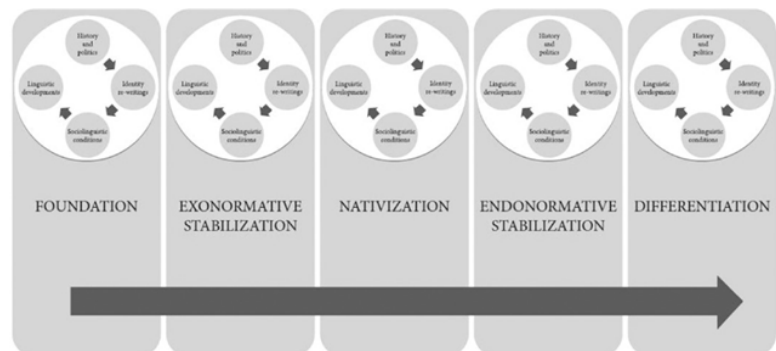 History
and
politics
Linguistic
developments
Identity
re-writings
Sociolinguistic
conditions
FOUNDATION
History
and
politics
Linguistic
developments
Identity
re-writings
Sociolinguistic
conditions
EXONORMATIVE
STABILIZATION
History
and
politics
Linguistic
developments
Identity
re-writings
Sociolinguistic
conditions
NATIVIZATION
History
and
politics
Linguistic
developments
Identity
re-writings
Sociolinguistic
conditions
ENDONORMATIVE
STABILIZATION
History
and
politics
Linguistic
developments
Identity
re-writings
Sociolinguistic
conditions
DIFFERENTIATION